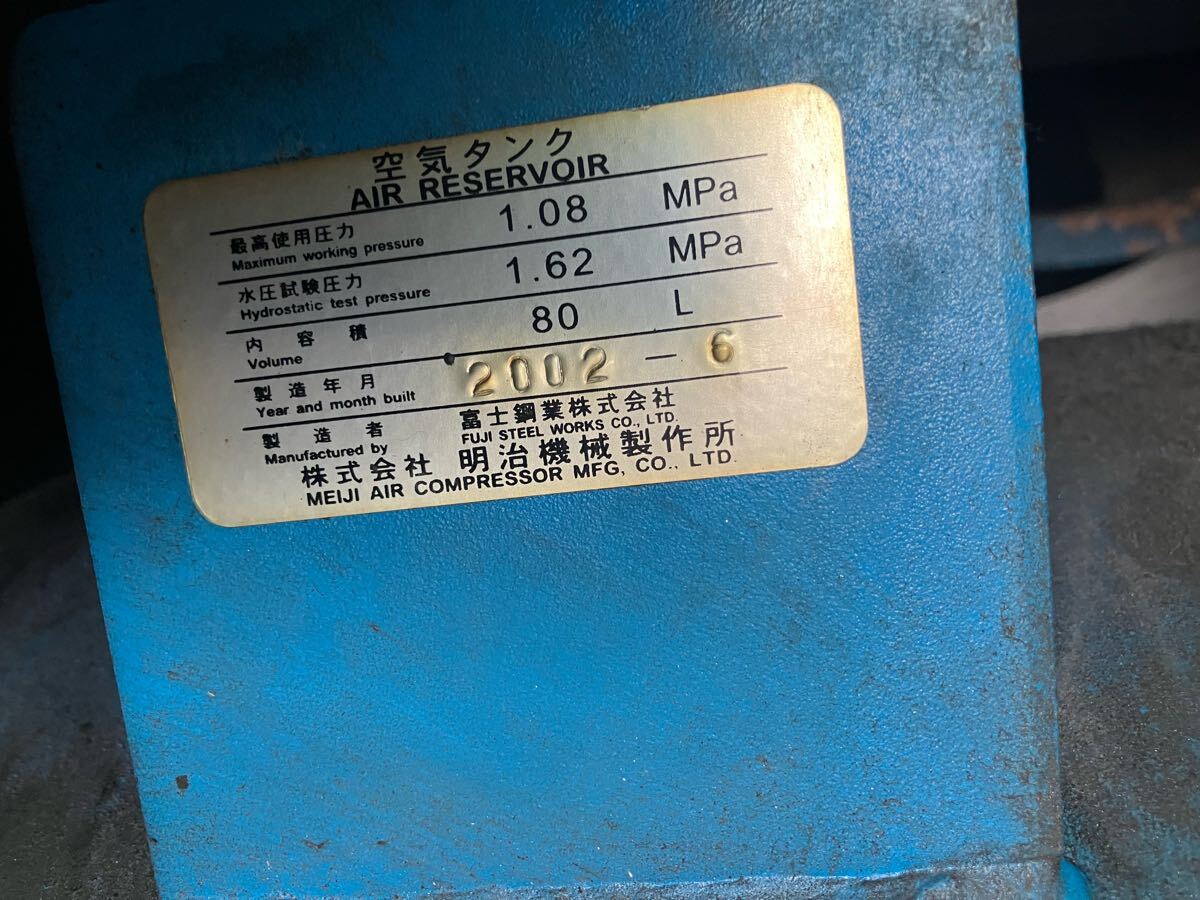 空気タンク
AIR RESERVOIR
最高使用圧力 1.08 MPa
Maximum working pressure
水圧試験圧力 1.62 MPa
Hydrostatic test pressure
内容積 80 L
Volume
製造年月 2002-6
Year and month built
製造者 富士鋼業株式会社
Manufactured by FUJI STEEL WORKS CO., LTD.
株式会社 明治機械製作所
MEIJI AIR COMPRESSOR MFG, CO., LTD.